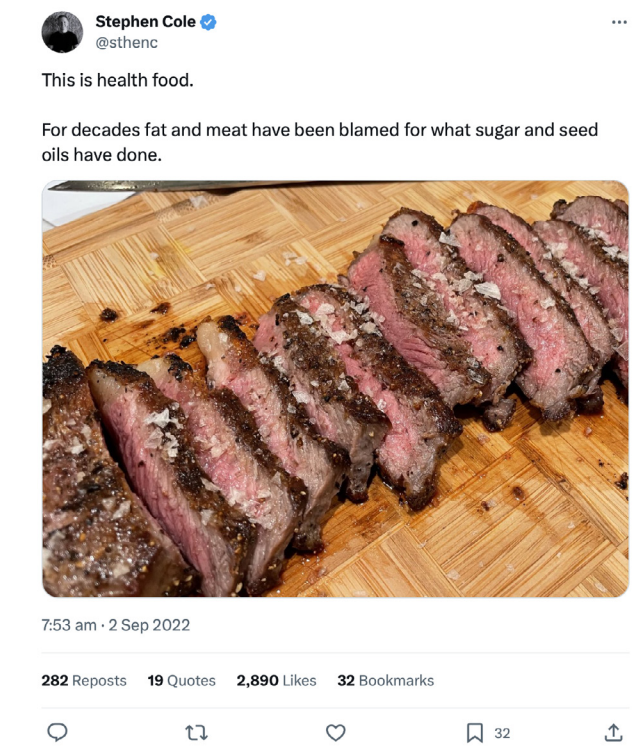 Stephen Cole
@sthenc
This is health food.
For decades fat and meat have been blamed for what sugar and seed
oils have done.
7:53 am · 2 Sep 2022
282 Reposts 19 Quotes 2,890 Likes 32 Bookmarks
32